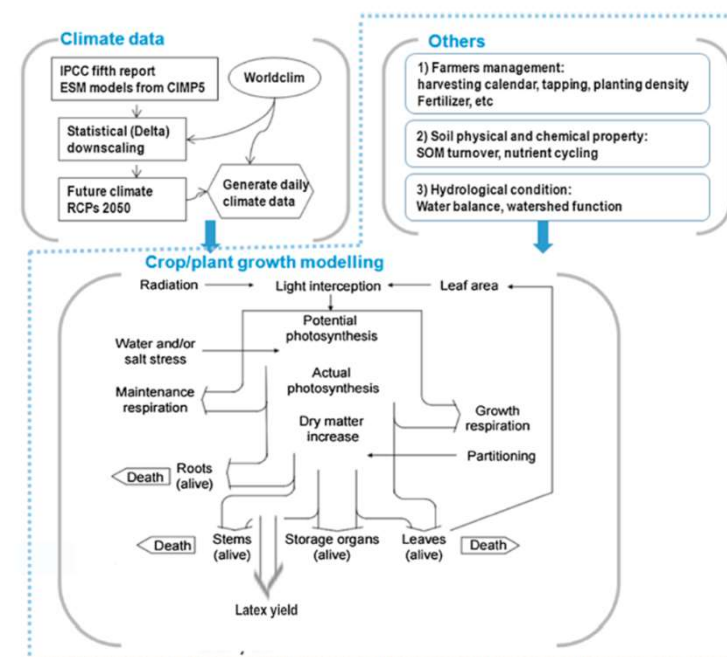 Climate data
IPCC fifth report
ESM models from CIMP5
Worldclim
Statistical (Delta)
downscaling
Future climate
RCPs 2050
Generate daily
climate data
Others
1) Farmers management:
harvesting calendar, tapping, planting density
Fertilizer, etc
2) Soil physical and chemical property:
SOM turnover, nutrient cycling
3) Hydrological condition:
Water balance, watershed function
Crop/plant growth modelling
Radiation
Light interception
Leaf area
Potential
photosynthesis
Water and/or
salt stress
Actual
photosynthesis
Maintenance
respiration
Growth
respiration
Dry matter
increase
Partitioning
Death
Roots
(alive)
Death
Stems
(alive)
Storage organs
(alive)
Leaves
(alive)
Death
Latex yield